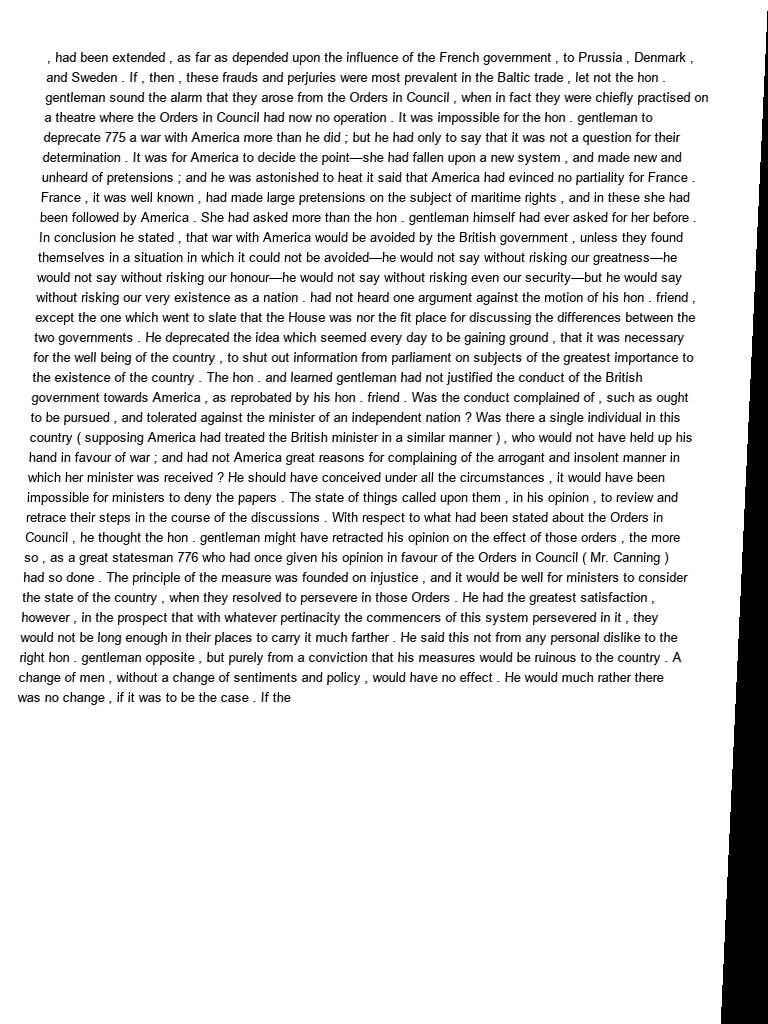 , had been extended , as far as depended upon the influence of the French government , to Prussia , Denmark ,
and Sweden . If , then , these frauds and perjuries were most prevalent in the Baltic trade , let not the hon .
gentleman sound the alarm that they arose from the Orders in Council , when in fact they were chiefly practised on
a theatre where the Orders in Council had now no operation . It was impossible for the hon . gentleman to
deprecate 775 a war with America more than he did ; but he had only to say that it was not a question for their
determination . It was for America to decide the point—she had fallen upon a new system , and made new and
unheard of pretensions ; and he was astonished to heat it said that America had evinced no partiality for France .
France , it was well known , had made large pretensions on the subject of maritime rights , and in these she had
been followed by America . She had asked more than the hon . gentleman himself had ever asked for her before .
In conclusion he stated , that war with America would be avoided by the British government , unless they found
themselves in a situation in which it could not be avoided—he would not say without risking our greatness—he
would not say without risking our honour—he would not say without risking even our security—but he would say
without risking our very existence as a nation . had not heard one argument against the motion of his hon . friend ,
except the one which went to slate that the House was nor the fit place for discussing the differences between the
two governments . He deprecated the idea which seemed every day to be gaining ground , that it was necessary
for the well being of the country , to shut out information from parliament on subjects of the greatest importance to
the existence of the country . The hon . and learned gentleman had not justified the conduct of the British
government towards America , as reprobated by his hon . friend . Was the conduct complained of , such as ought
to be pursued , and tolerated against the minister of an independent nation ? Was there a single individual in this
country ( supposing America had treated the British minister in a similar manner ) , who would not have held up his
hand in favour of war ; and had not America great reasons for complaining of the arrogant and insolent manner in
which her minister was received ? He should have conceived under all the circumstances , it would have been
impossible for ministers to deny the papers . The state of things called upon them , in his opinion , to review and
retrace their steps in the course of the discussions . With respect to what had been stated about the Orders in
Council , he thought the hon . gentleman might have retracted his opinion on the effect of those orders , the more
so , as a great statesman 776 who had once given his opinion in favour of the Orders in Council ( Mr. Canning )
had so done . The principle of the measure was founded on injustice , and it would be well for ministers to consider
the state of the country , when they resolved to persevere in those Orders . He had the greatest satisfaction ,
however , in the prospect that with whatever pertinacity the commencers of this system persevered in it , they
would not be long enough in their places to carry it much farther . He said this not from any personal dislike to the
right hon . gentleman opposite , but purely from a conviction that his measures would be ruinous to the country . A
change of men , without a change of sentiments and policy , would have no effect . He would much rather there
was no change , if it was to be the case . If the